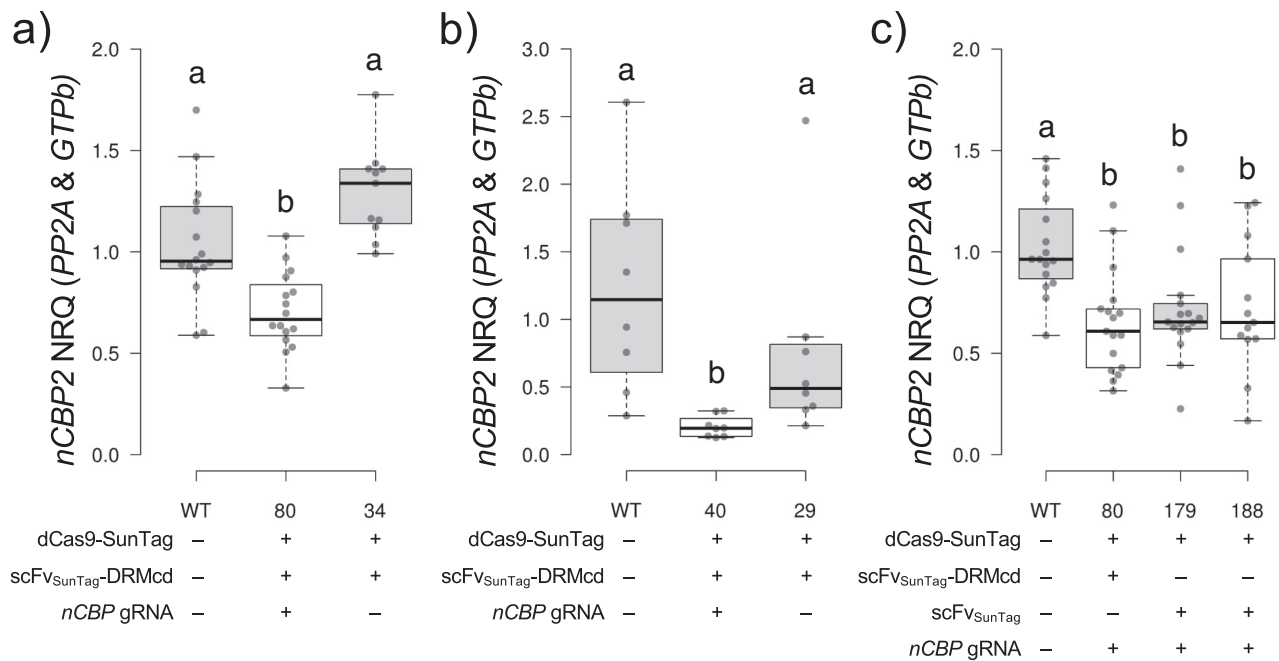 a)
nCBP2 NRQ (PP2A & GTPb)
2.0
1.5
1.0
0.5
0.0
a
b
a
WT 80 34
dCas9-SunTag – + +
scFvSunTag-DRMcd – + +
nCBP gRNA – + –
b)
nCBP2 NRQ (PP2A & GTPb)
3.0
2.5
2.0
1.5
1.0
0.5
0.0
a
b
a
WT 40 29
dCas9-SunTag – + +
scFvSunTag-DRMcd – + +
nCBP gRNA – + –
c)
nCBP2 NRQ (PP2A & GTPb)
2.0
1.5
1.0
0.5
0.0
a
b
b
b
WT 80 179 188
dCas9-SunTag – + + +
scFvSunTag-DRMcd – + – –
scFvSunTag – – + +
nCBP gRNA – + + +